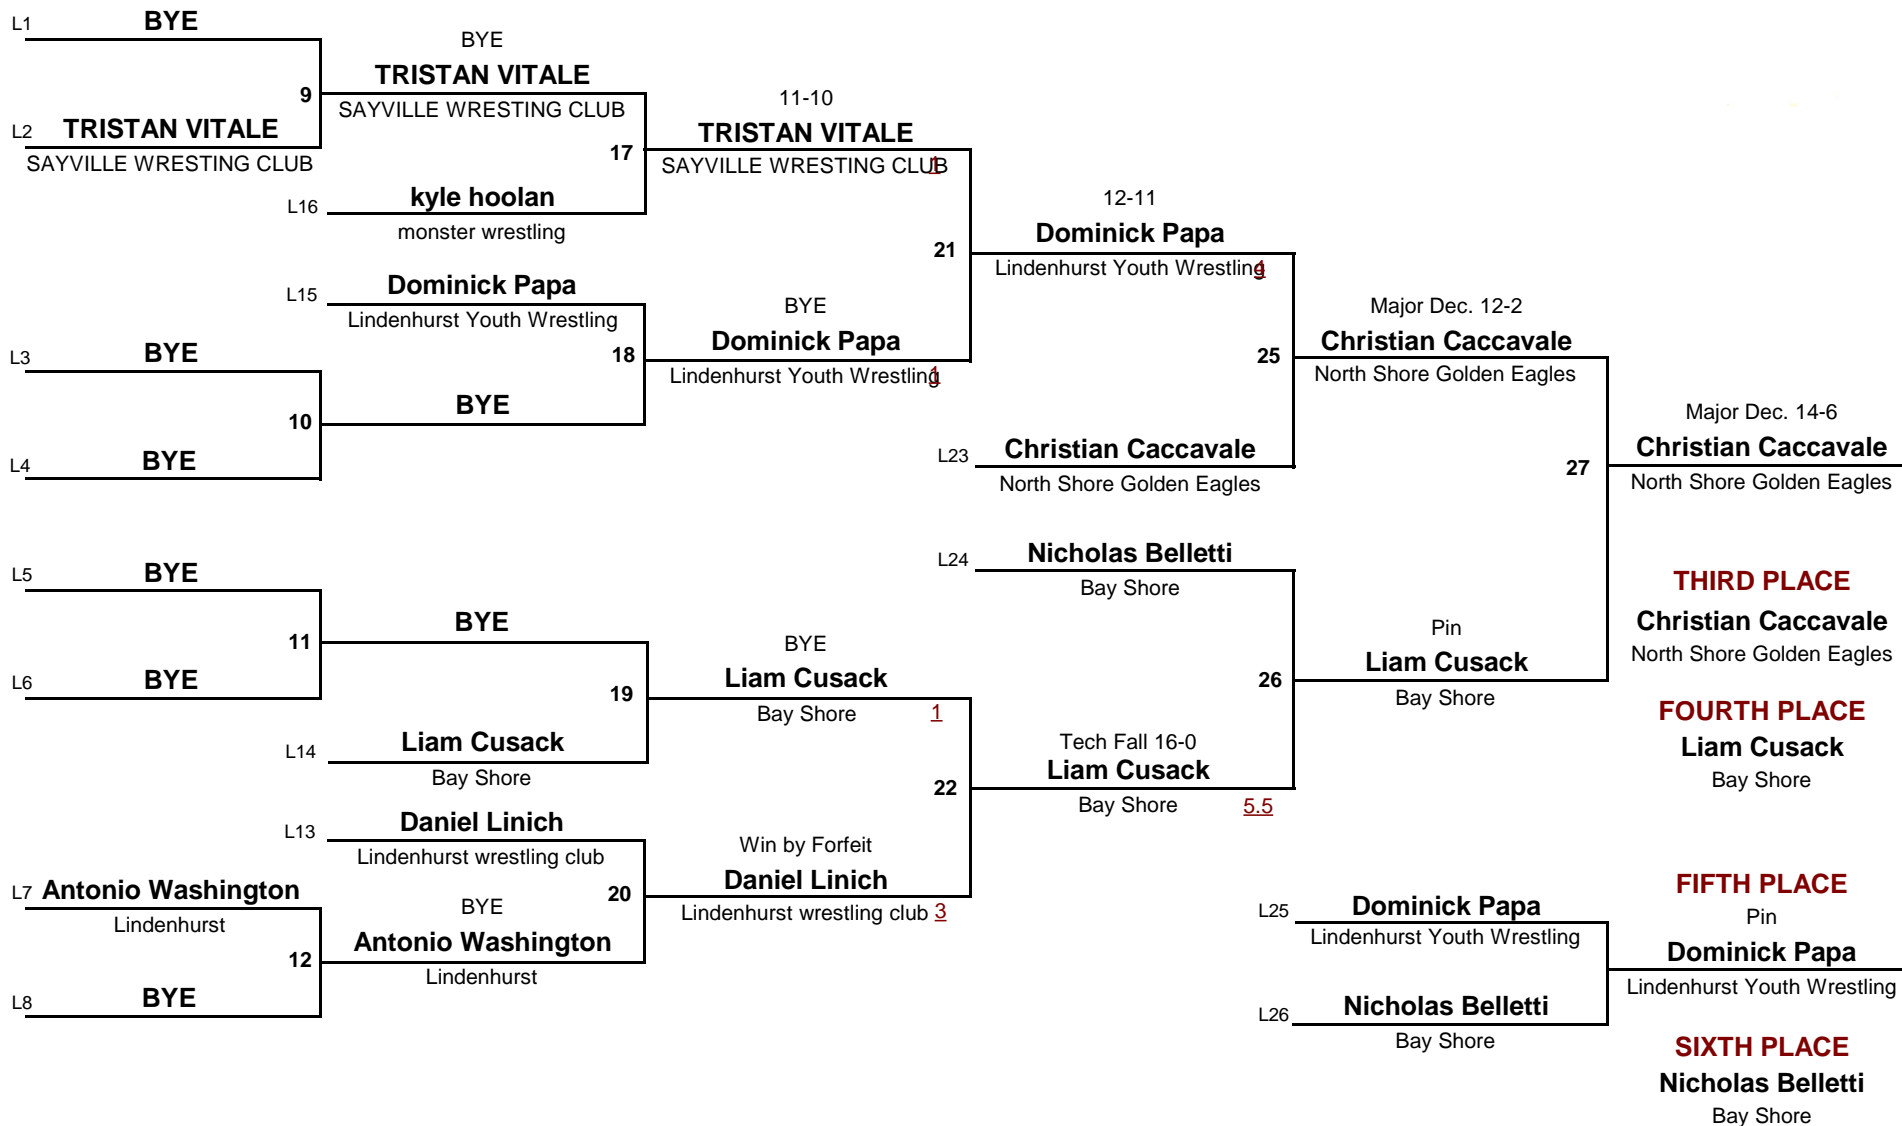 L1 BYE
BYE
TRISTAN VITALE
9
SAYVILLE WRESTING CLUB
L2 TRISTAN VITALE
SAYVILLE WRESTING CLUB
11-10
TRISTAN VITALE
17
SAYVILLE WRESTING CLUB 1
L16 kyle hoolan
monster wrestling
12-11
Dominick Papa
21
Lindenhurst Youth Wrestling 4
L15 Dominick Papa
Lindenhurst Youth Wrestling
BYE
Dominick Papa
18
Lindenhurst Youth Wrestling 1
L3 BYE
10
BYE
L4 BYE
Major Dec. 12-2
Christian Caccavale
25
North Shore Golden Eagles
L23 Christian Caccavale
North Shore Golden Eagles
Major Dec. 14-6
Christian Caccavale
27
North Shore Golden Eagles
L5 BYE
11
BYE
L6 BYE
L24 Nicholas Belletti
Bay Shore
BYE
Liam Cusack
19
Bay Shore 1
L14 Liam Cusack
Bay Shore
Pin
Liam Cusack
26
Bay Shore
THIRD PLACE
Christian Caccavale
North Shore Golden Eagles
FOURTH PLACE
Liam Cusack
Bay Shore
Tech Fall 16-0
Liam Cusack
22
Bay Shore 5.5
L13 Daniel Linich
Lindenhurst wrestling club
Win by Forfeit
Daniel Linich
20
Lindenhurst wrestling club 3
L7 Antonio Washington
Lindenhurst
BYE
Antonio Washington
12
Lindenhurst
L8 BYE
L25 Dominick Papa
Lindenhurst Youth Wrestling
L26 Nicholas Belletti
Bay Shore
FIFTH PLACE
Pin
Dominick Papa
Lindenhurst Youth Wrestling
SIXTH PLACE
Nicholas Belletti
Bay Shore